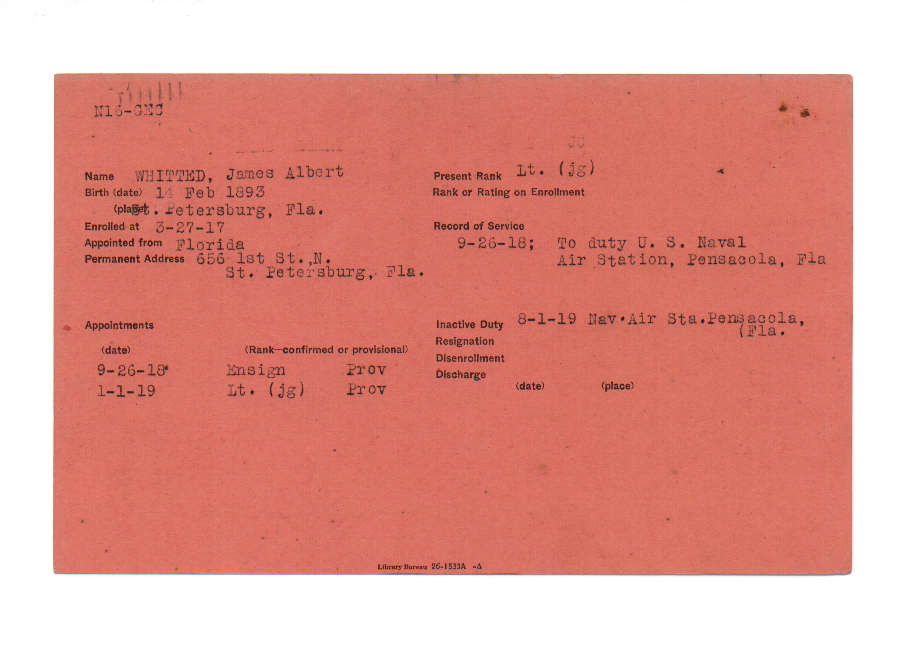 N16-GEC
Name WHITTED, James Albert
Birth (date) 14 Feb 1893
(place) St. Petersburg, Fla.
Enrolled at 3-27-17
Appointed from Florida
Permanent Address 656 1st St.,N.
St. Petersburg, Fla.
Appointments
(date) (Rank—confirmed or provisional)
9-26-18 Ensign Prov
1-1-19 Lt. (jg) Prov
Present Rank Lt. (jg)
Rank or Rating on Enrollment
Record of Service
9-26-18; To duty U. S. Naval
Air Station, Pensacola, Fla
Inactive Duty 8-1-19 Nav.Air Sta.Pensacola,
(Fla.
Resignation
Disenrollment
Discharge
(date) (place)
Library Bureau 26-1533A